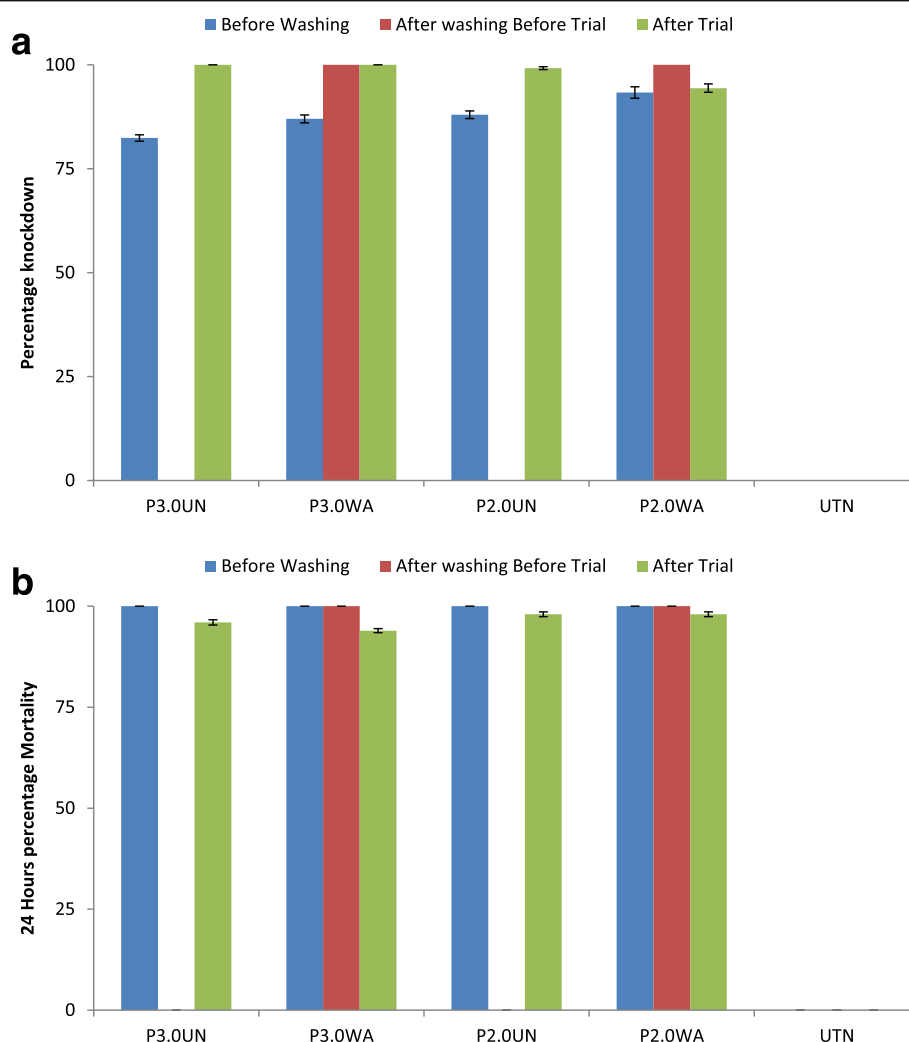 a
Before Washing After washing Before Trial After Trial
Percentage knockdown
100
75
50
25
0
P3.0UN P3.0WA P2.0UN P2.0WA UTN
b
Before Washing After washing Before Trial After Trial
24 Hours percentage Mortality
100
75
50
25
0
P3.0UN P3.0WA P2.0UN P2.0WA UTN